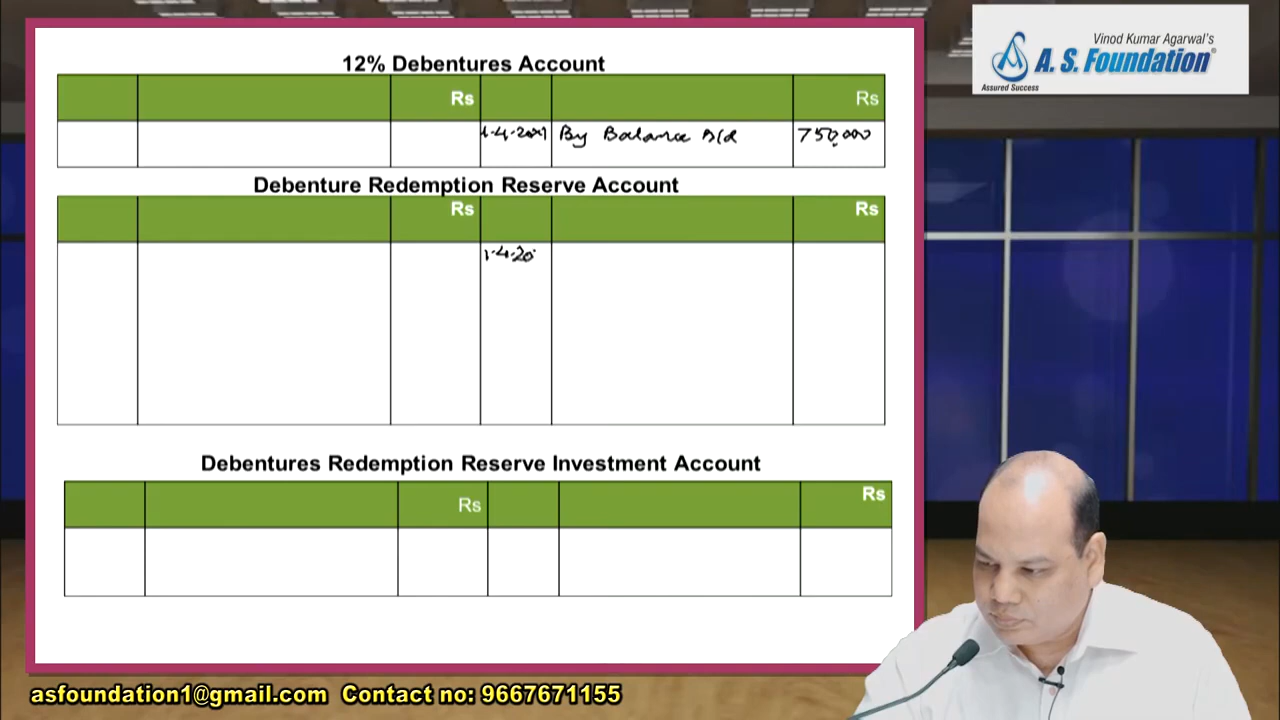 Vinod Kumar Agarwal's
A. S. Foundation®
Assured Success
12% Debentures Account
Rs Rs
By Balance b/d 750,000
Debenture Redemption Reserve Account
Rs Rs
1.4.20
Debentures Redemption Reserve Investment Account
Rs Rs
asfoundation1@gmail.com Contact no: 9667671155